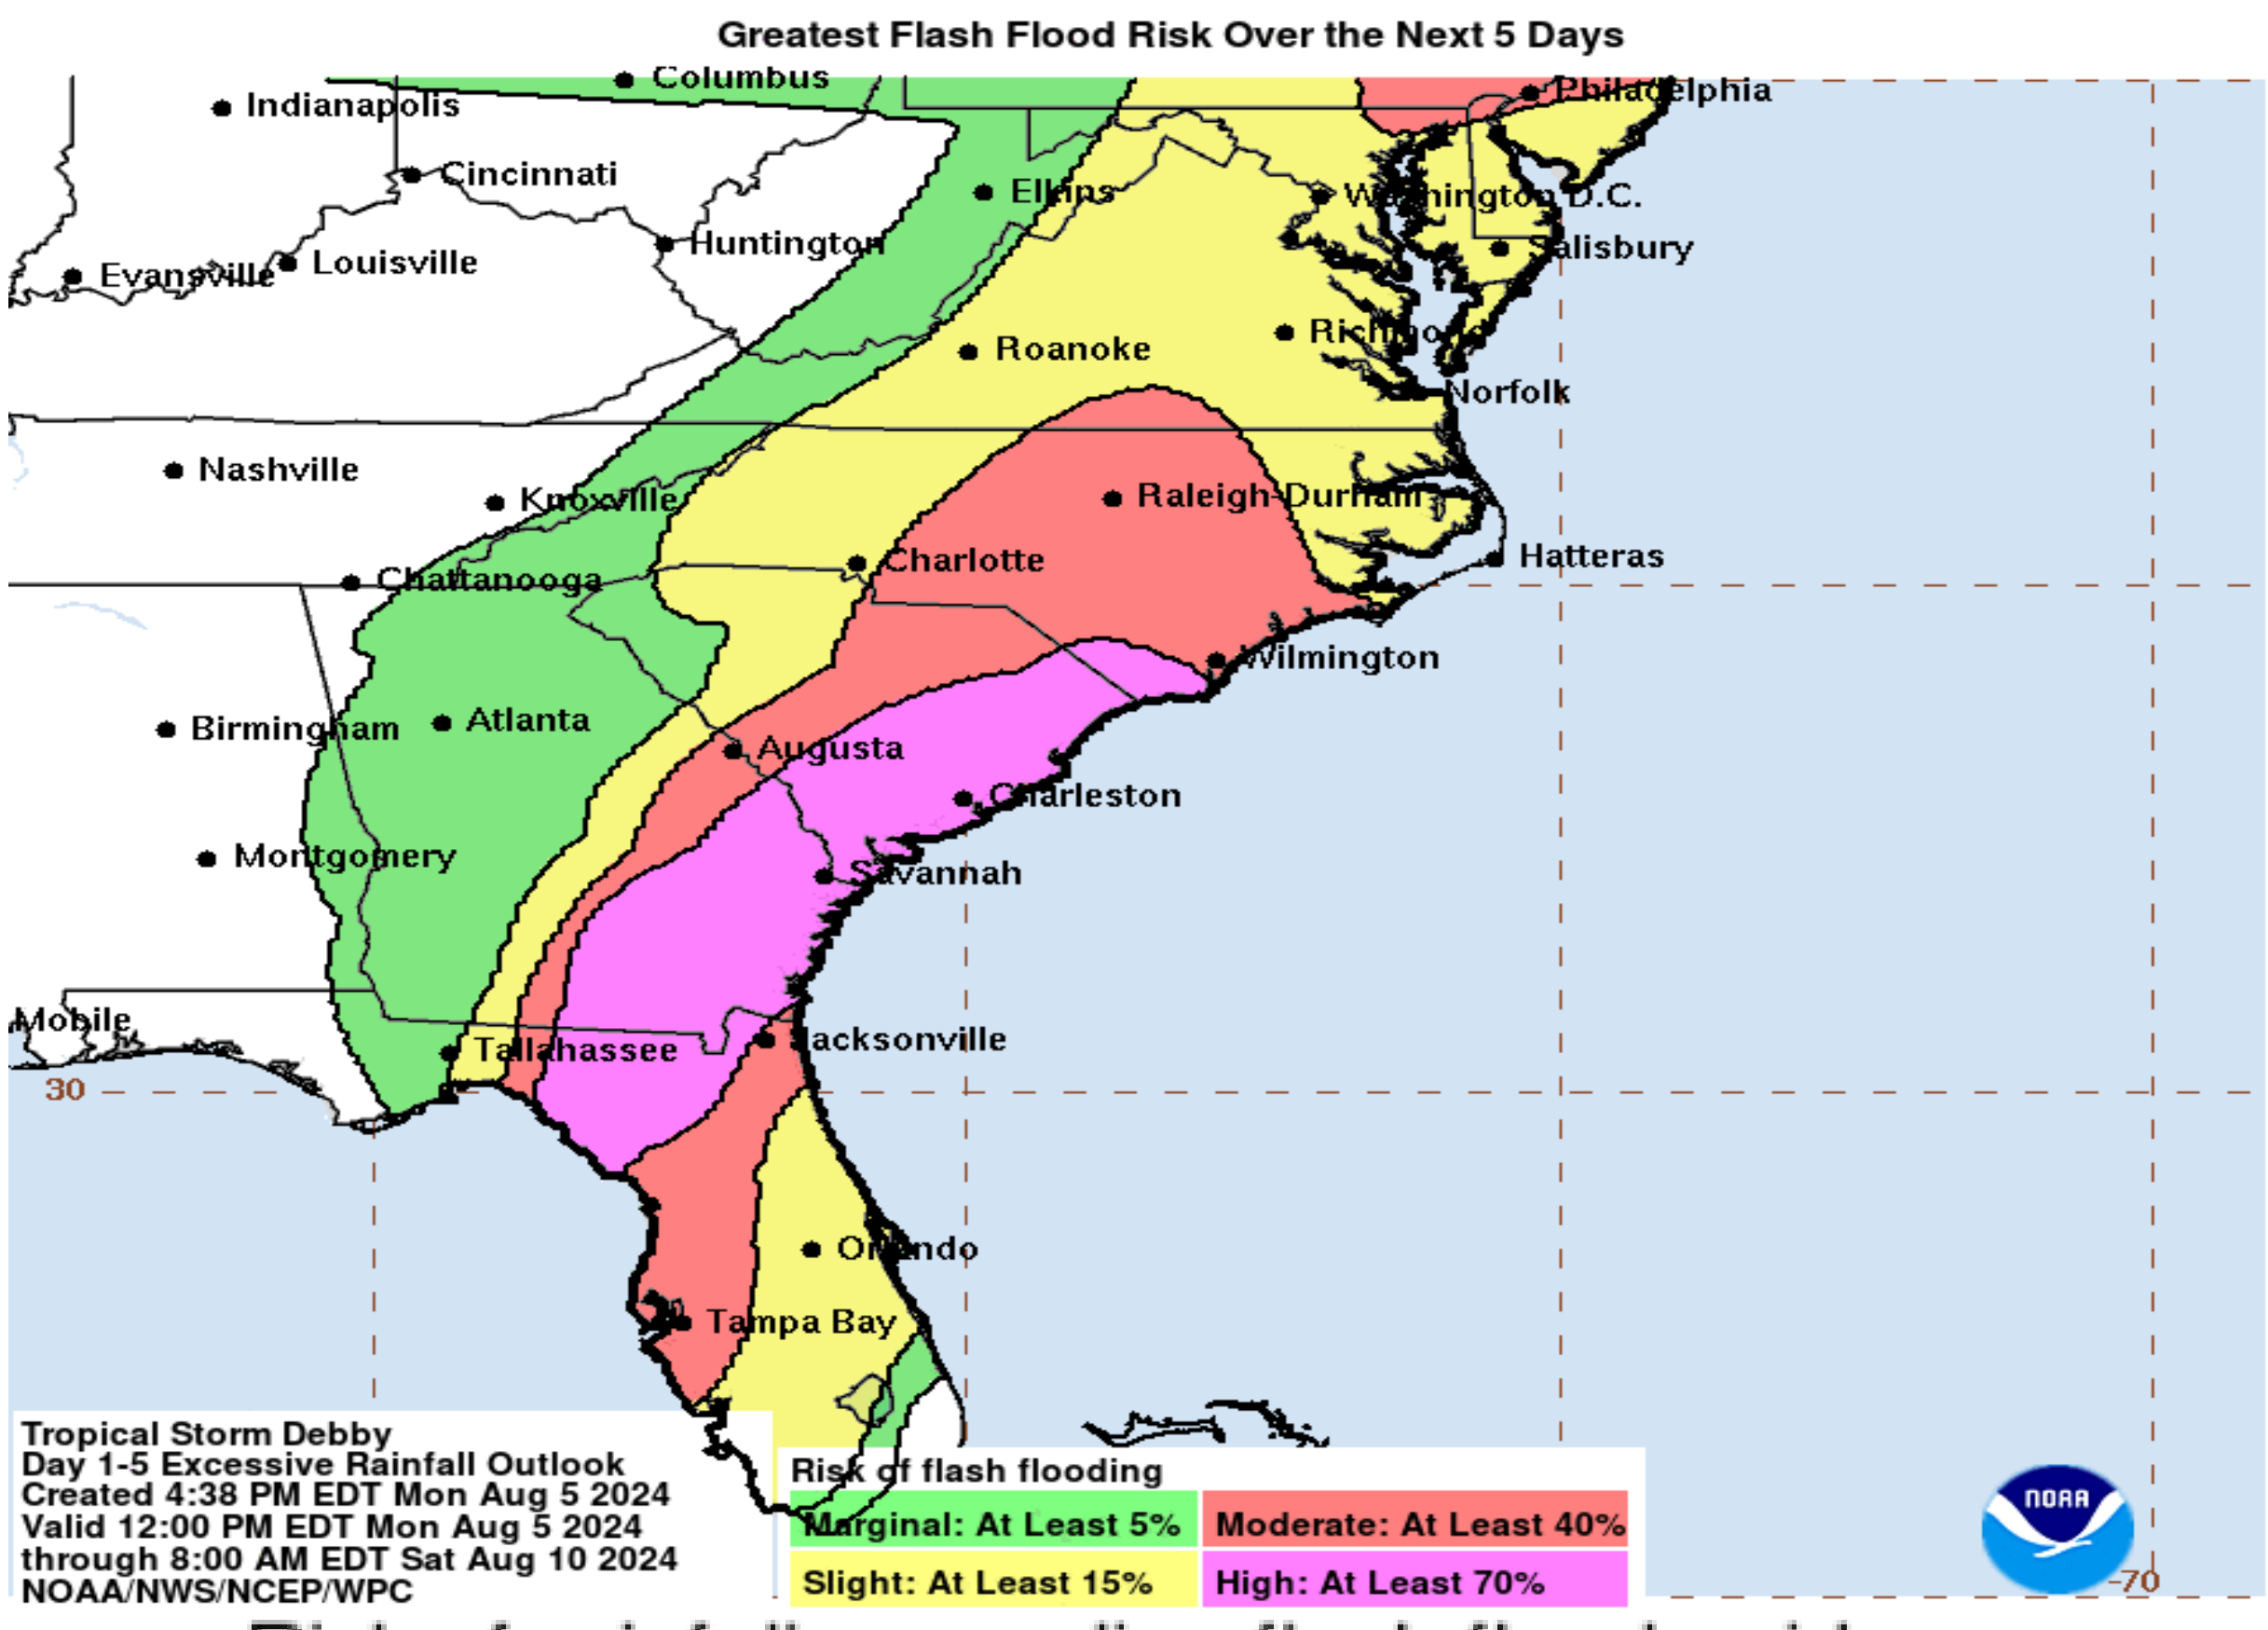 Greatest Flash Flood Risk Over the Next 5 Days
Columbus
Philadelphia
Indianapolis
Cincinnati
Elkins
Washington D.C.
Huntington
Salisbury
Louisville
Evansville
Richmond
Roanoke
Norfolk
Nashville
Knoxville
Raleigh-Durham
Charlotte
Hatteras
Chattanooga
Wilmington
Atlanta
Birmingham
Augusta
Charleston
Montgomery
Savannah
Mobile
Jacksonville
Tallahassee
30
Orlando
Tampa Bay
Tropical Storm Debby
Day 1-5 Excessive Rainfall Outlook
Created 4:38 PM EDT Mon Aug 5 2024
Valid 12:00 PM EDT Mon Aug 5 2024
through 8:00 AM EDT Sat Aug 10 2024
NOAA/NWS/NCEP/WPC
Risk of flash flooding
Marginal: At Least 5%
Moderate: At Least 40%
Slight: At Least 15%
High: At Least 70%
NOAA
-70